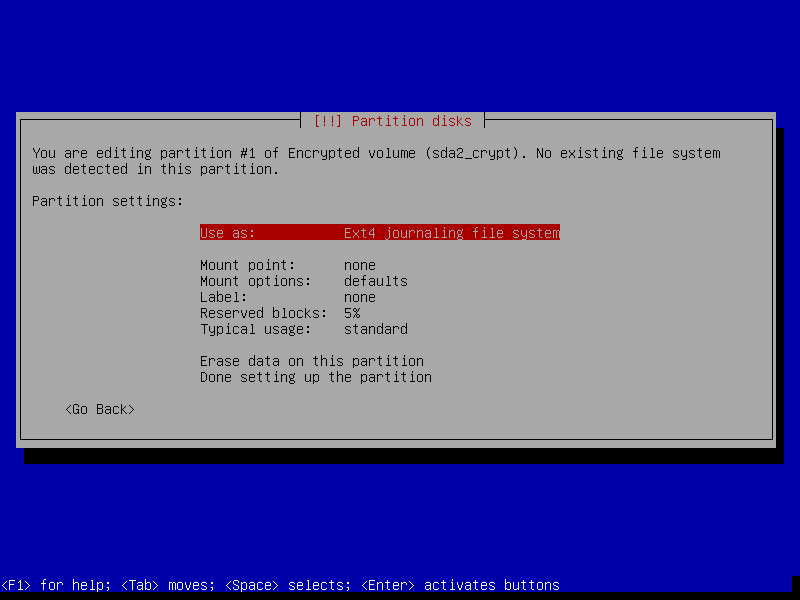 [!!] Partition disks
You are editing partition #1 of Encrypted volume (sda2_crypt). No existing file system
was detected in this partition.
Partition settings:
Use as: Ext4 journaling file system
Mount point: none
Mount options: defaults
Label: none
Reserved blocks: 5%
Typical usage: standard
Erase data on this partition
Done setting up the partition
<Go Back>
<F1> for help; <Tab> moves; <Space> selects; <Enter> activates buttons